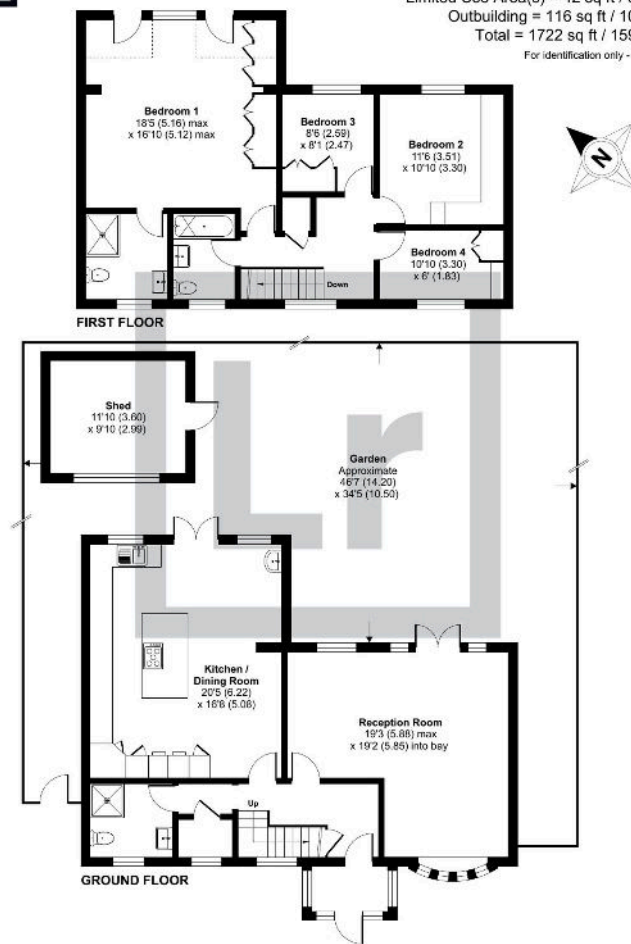 Outbuilding = 116 sq ft / 10
Total = 1722 sq ft / 159
For identification only -
Bedroom 1
18'5 (5.16) max
x 16'10 (5.12) max
Bedroom 3
8'6 (2.59)
x 8'1 (2.47)
Bedroom 2
11'6 (3.51)
x 10'10 (3.30)
N
Bedroom 4
10'10 (3.30)
x 6' (1.83)
Down
FIRST FLOOR
Shed
11'10 (3.60)
x 9'10 (2.99)
Garden
Approximate
46'7 (14.20)
x 34'5 (10.50)
Kitchen /
Dining Room
20'5 (6.22)
x 16'8 (5.08)
Reception Room
19'3 (5.88) max
x 19'2 (5.85) into bay
Up
GROUND FLOOR